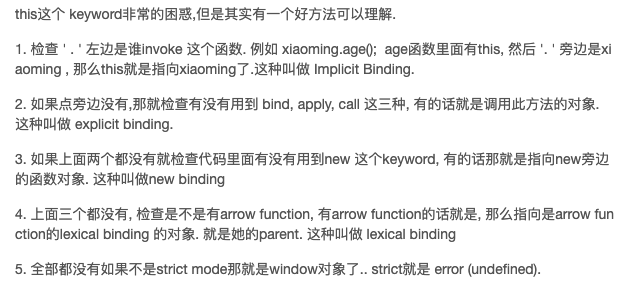 this这个 keyword非常的困惑,但是其实有一个好方法可以理解.
1. 检查 ' . ' 左边是谁invoke 这个函数. 例如 xiaoming.age();  age函数里面有this, 然后 '. ' 旁边是xi
aoming , 那么this就是指向xiaoming了.这种叫做 Implicit Binding.
2. 如果点旁边没有,那就检查有没有用到 bind, apply, call 这三种, 有的话就是调用此方法的对象.
这种叫做 explicit binding.
3. 如果上面两个都没有就检查代码里面有没有用到new 这个keyword, 有的话那就是指向new旁边
的函数对象. 这种叫做new binding
4. 上面三个都没有, 检查是不是有arrow function, 有arrow function的话就是, 那么指向是arrow fun
ction的lexical binding 的对象. 就是她的parent. 这种叫做 lexical binding
5. 全部都没有如果不是strict mode那就是window对象了.. strict就是 error (undefined).